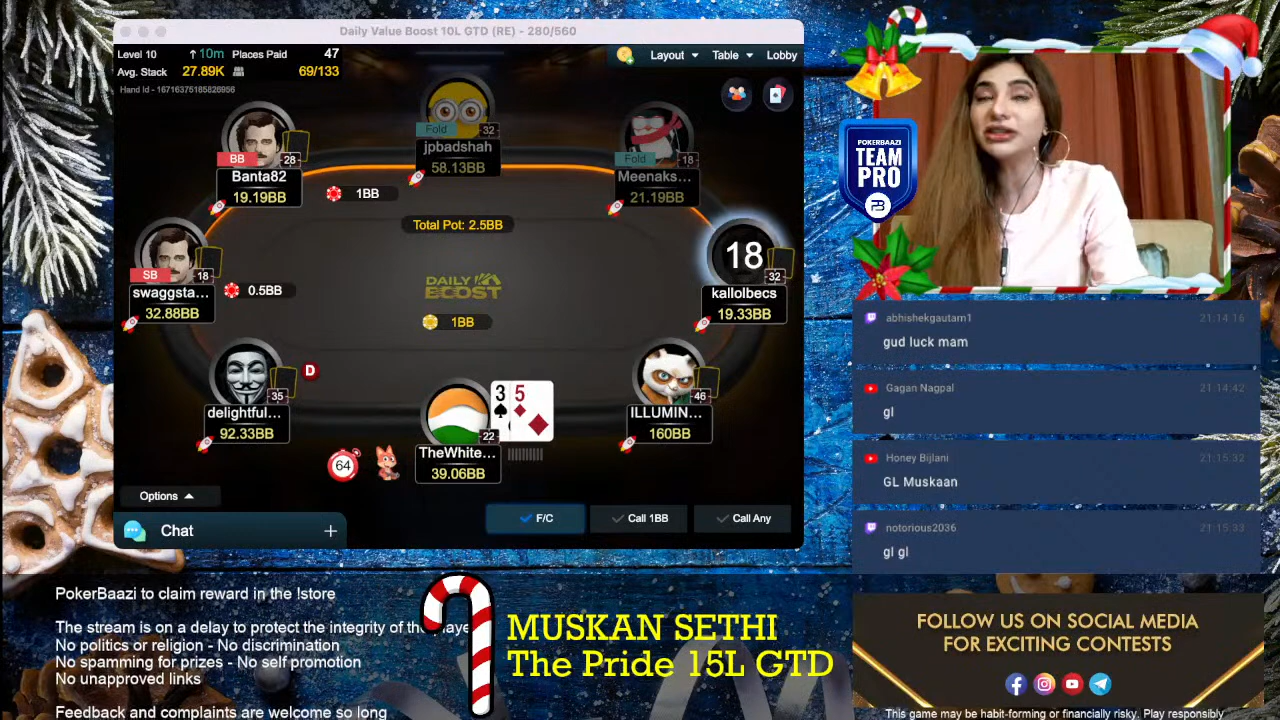 Daily Value Boost 10L GTD (RE) - 280/560
Level 10
↑ 10m
Places Paid
47
Avg. Stack
27.89K
69/133
Layout
Table
Lobby
Fold
32
jpbadshah
58.13BB
BB
28
Banta82
19.19BB
1BB
Fold
18
Meenaks...
21.19BB
Total Pot: 2.5BB
SB
18
swaggsta...
32.88BB
0.5BB
DAILY
1BB
18
32
kallolbecs
19.33BB
D
35
delightful...
92.33BB
3
5
22
TheWhite...
39.06BB
64
46
ILLUMIN...
160BB
Options
F/C
Call 1BB
Call Any
Chat
+
POKERBAAZI
TEAM
PRO
abhishekgautam1
21:14:16
gud luck mam
Gagan Nagpal
21:14:42
gl
Honey Bijlani
21:15:32
GL Muskaan
notorious2036
21:15:33
gl gl
PokerBaazi to claim reward in the !store
The stream is on a delay to protect the integrity of the
No politics or religion - No discrimination
No spamming for prizes - No self promotion
No unapproved links
Feedback and complaints are welcome so long
MUSKAN SETHI
The Pride 15L GTD
FOLLOW US ON SOCIAL MEDIA
FOR EXCITING CONTESTS
This game may be habit-forming or financially risky. Play responsibly